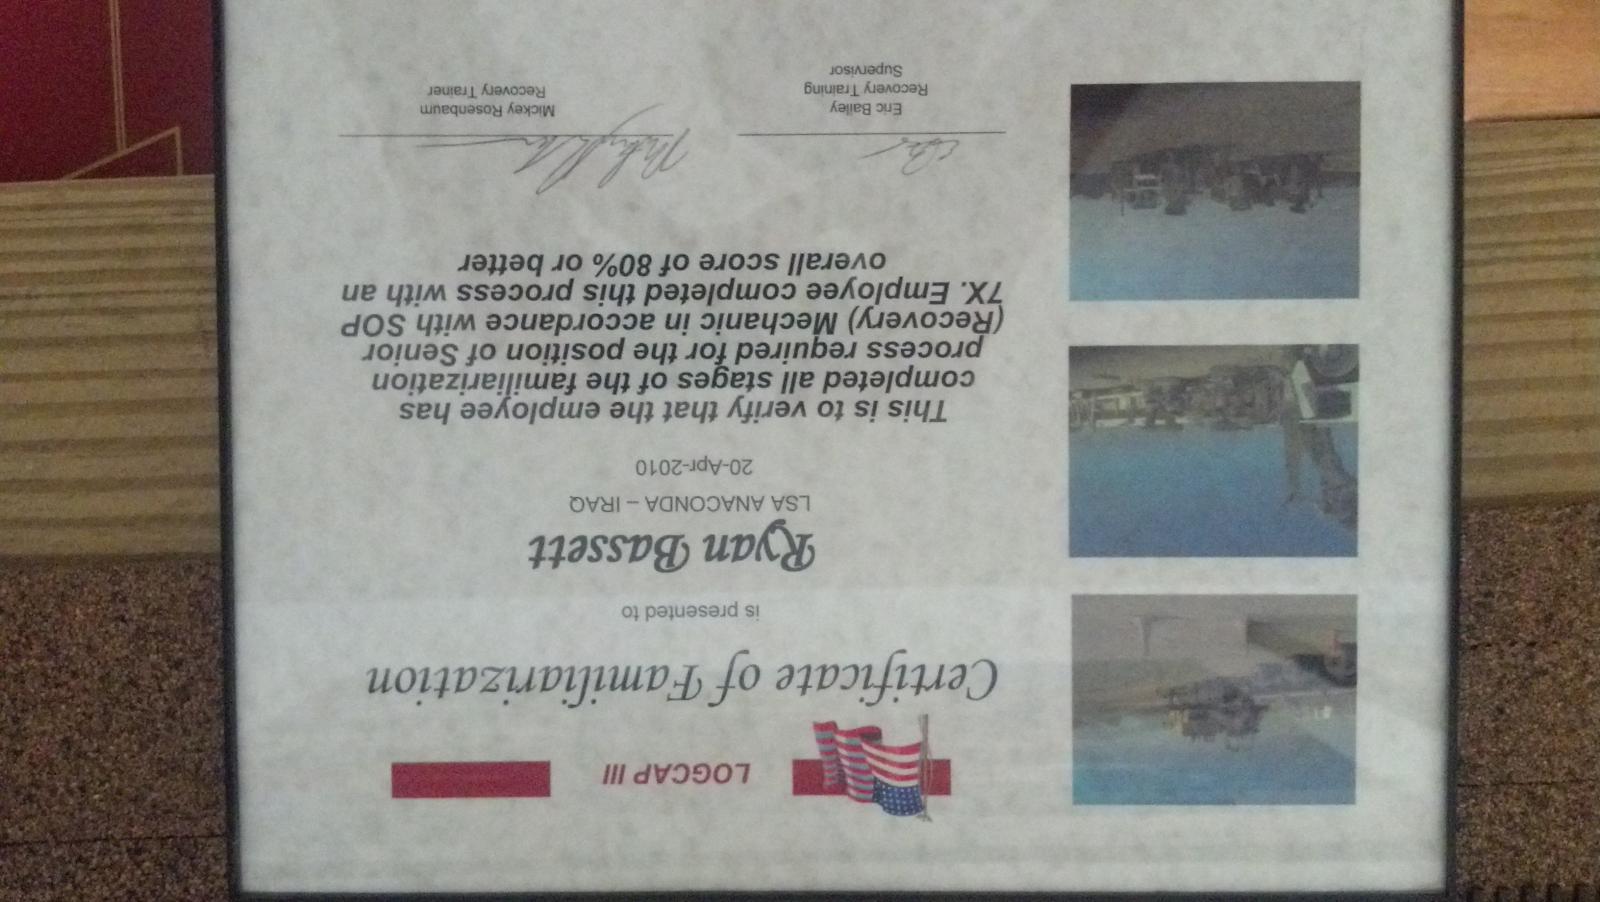 LOGCAP III
Certificate of Familiarization
is presented to
Ryan Bassett
LSA ANACONDA – IRAQ
20-Apr-2010
This is to verify that the employee has
completed all stages of the familiarization
process required for the position of Senior
(Recovery) Mechanic in accordance with SOP
7X. Employee completed this process with an
overall score of 80% or better
Eric Bailey
Recovery Training
Supervisor
Mickey Rosenbaum
Recovery Trainer